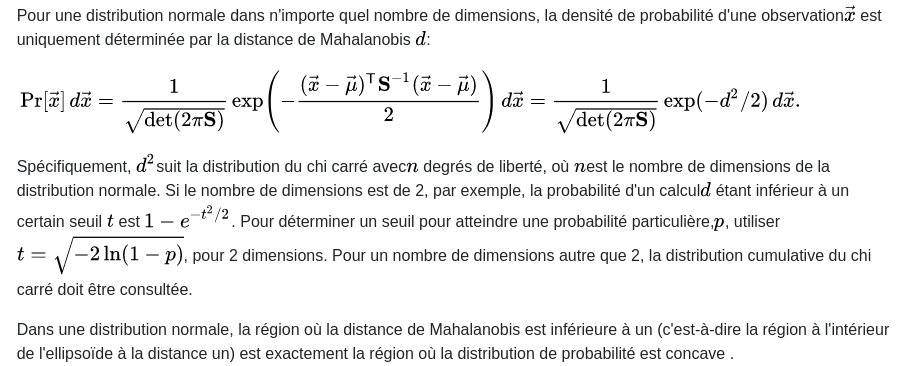 Pour une distribution normale dans n'importe quel nombre de dimensions, la densité de probabilité d'une observation$\vec{x}$ est
uniquement déterminée par la distance de Mahalanobis $d$:
$\Pr[\vec{x}]\,d\vec{x} = \frac{1}{\sqrt{\det(2\pi\mathbf{S})}} \exp\left(-\frac{(\vec{x}-\vec{\mu})^{\mathsf{T}}\mathbf{S}^{-1}(\vec{x}-\vec{\mu})}{2}\right) d\vec{x} = \frac{1}{\sqrt{\det(2\pi\mathbf{S})}} \exp(-d^2/2)\,d\vec{x}.$
Spécifiquement, $d^2$ suit la distribution du chi carré avec$n$ degrés de liberté, où $n$est le nombre de dimensions de la
distribution normale. Si le nombre de dimensions est de 2, par exemple, la probabilité d'un calcul$d$ étant inférieur à un
certain seuil $t$ est $1 - e^{-t^2/2}$. Pour déterminer un seuil pour atteindre une probabilité particulière,$p$, utiliser
$t = \sqrt{-2\ln(1-p)}$, pour 2 dimensions. Pour un nombre de dimensions autre que 2, la distribution cumulative du chi
carré doit être consultée.
Dans une distribution normale, la région où la distance de Mahalanobis est inférieure à un (c'est-à-dire la région à l'intérieur
de l'ellipsoïde à la distance un) est exactement la région où la distribution de probabilité est concave .